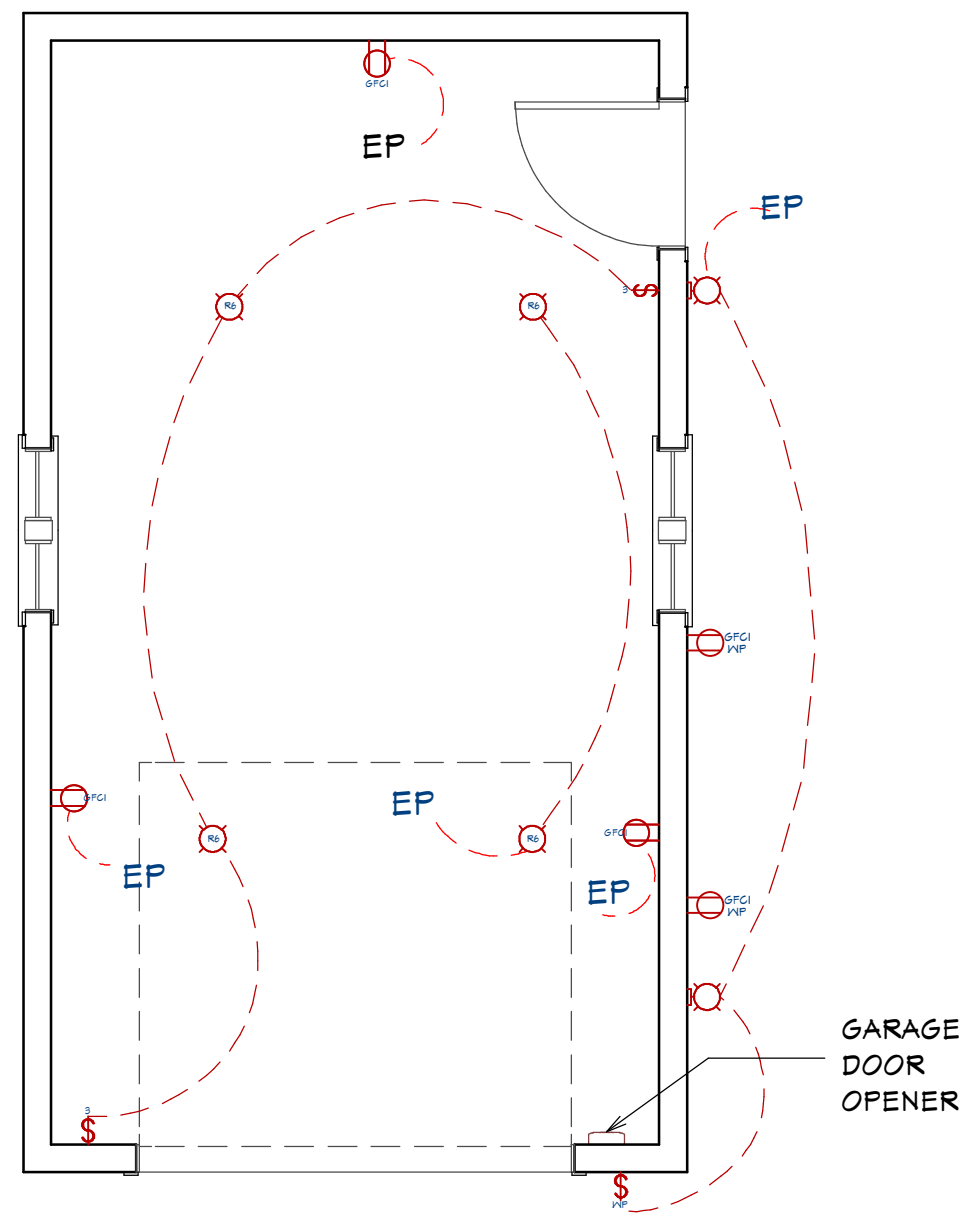 GFCI
EP
EP
3 $
R6
R6
GFCI
WP
GFCI
EP
R6
R6
GFCI
EP
EP
GFCI
WP
GARAGE
DOOR
OPENER
3
$
$
WP